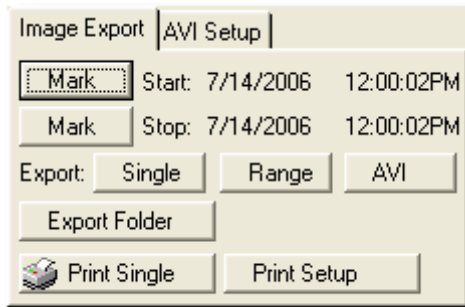 Image Export AVI Setup
Mark Start: 7/14/2006 12:00:02PM
Mark Stop: 7/14/2006 12:00:02PM
Export: Single Range AVI
Export Folder
Print Single Print Setup